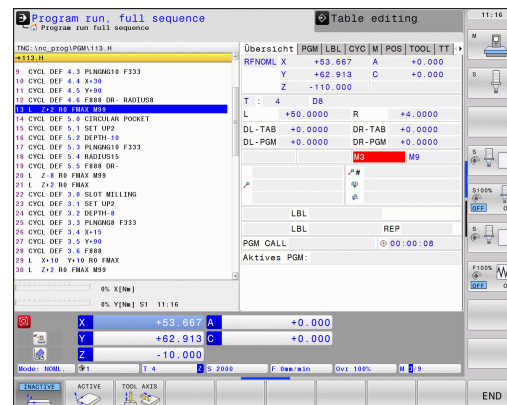 Program run, full sequence
Program run, full sequence
Table editing
11:16
TNC:\nc_prog\PGM\113.H
→113.H
9 CYCL DEF 4.3 PLNGNG10 F333
10 CYCL DEF 4.4 X+30
11 CYCL DEF 4.5 Y+90
12 CYCL DEF 4.6 F888 DR- RADIUS8
13 L Z+2 R0 FMAX M99
14 CYCL DEF 5.0 CIRCULAR POCKET
15 CYCL DEF 5.1 SET UP2
16 CYCL DEF 5.2 DEPTH-10
17 CYCL DEF 5.3 PLNGNG10 F333
18 CYCL DEF 5.4 RADIUS15
19 CYCL DEF 5.5 F888 DR-
20 L Z-8 R0 FMAX M99
21 L Z+2 R0 FMAX
22 CYCL DEF 3.0 SLOT MILLING
23 CYCL DEF 3.1 SET UP2
24 CYCL DEF 3.2 DEPTH-8
25 CYCL DEF 3.3 PLNGNG8 F333
26 CYCL DEF 3.4 X+15
27 CYCL DEF 3.5 Y+80
28 CYCL DEF 3.6 F888
29 L X+10 Y+10 R0 FMAX
30 L Z+2 R0 FMAX M99
0% X[Nm]
0% Y[Nm] S1 11:16
Übersicht PGM LBL CYC M POS TOOL TT
RFNOML X +53.667 A +0.000
Y +62.913 C +0.000
Z -110.000
T : 4 D8
L +50.0000 R +4.0000
DL-TAB +0.0000 DR-TAB +0.0000
DL-PGM +0.0000 DR-PGM +0.0000
M3 M9
#
LBL
LBL REP
PGM CALL 00:00:08
Aktives PGM:
X +53.667 A +0.000
Y +62.913 C +0.000
Z -10.000
Mode: NOML. 1 T 4 Z S 2000 F 0mm/min Ovr 100% M 3/9
INACTIVE
ACTIVE
TOOL AXIS
END
M
S
S
S100%
OFF
S
F100%
OFF